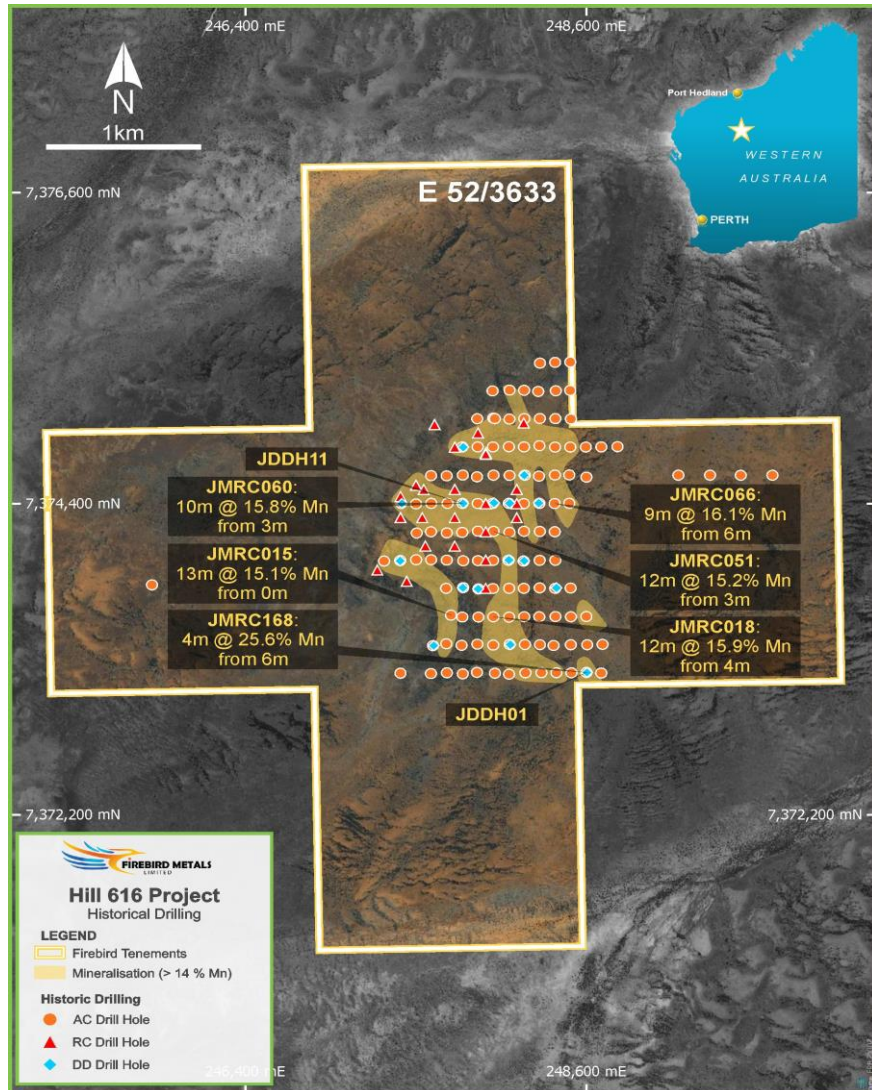 246,400 mE
248,600 mE
N
1km
Port Hedland
WESTERN
AUSTRALIA
PERTH
7,376,600 mN
E 52/3633
JDDH11
JMRC060:
10m @ 15.8% Mn
from 3m
7,374,400 mN
JMRC015:
13m @ 15.1% Mn
from 0m
JMRC168:
4m @ 25.6% Mn
from 6m
JMRC066:
9m @ 16.1% Mn
from 6m
JMRC051:
12m @ 15.2% Mn
from 3m
JMRC018:
12m @ 15.9% Mn
from 4m
JDDH01
7,372,200 mN
7,372,200 mN
FIREBIRD METALS
LIMITED
Hill 616 Project
Historical Drilling
LEGEND
Firebird Tenements
Mineralisation (> 14 % Mn)
Historic Drilling
AC Drill Hole
RC Drill Hole
DD Drill Hole
246,400 mE
248,600 mE